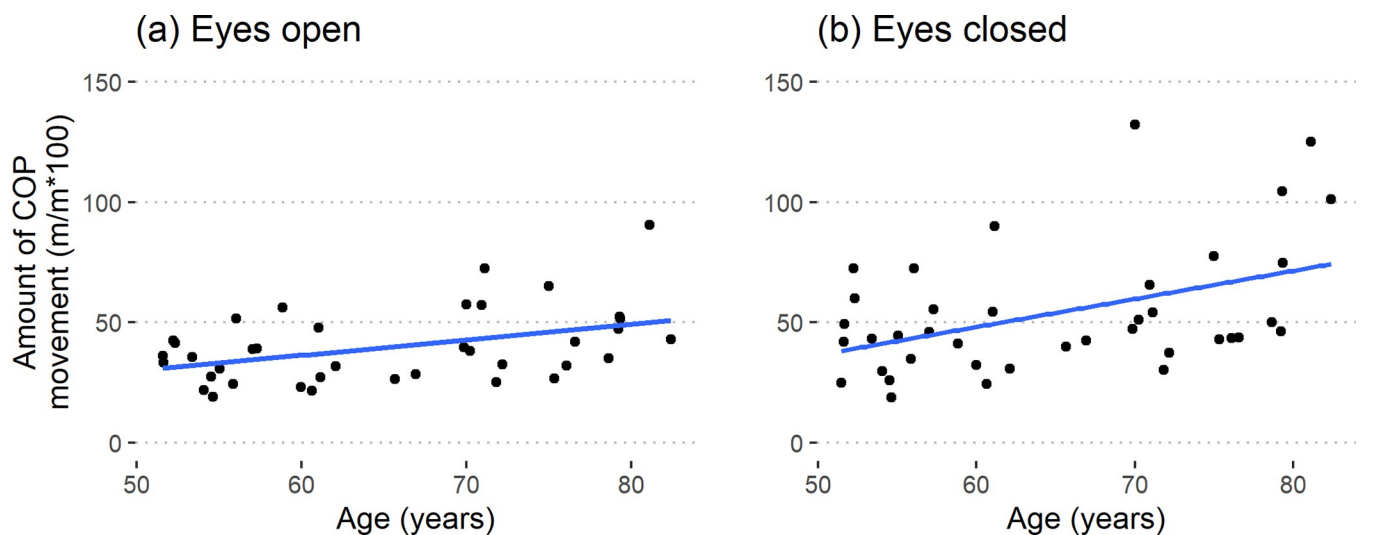 (a) Eyes open
Amount of COP
movement (m/m*100)
150
100
50
0
50 60 70 80
Age (years)
(b) Eyes closed
150
100
50
0
50 60 70 80
Age (years)